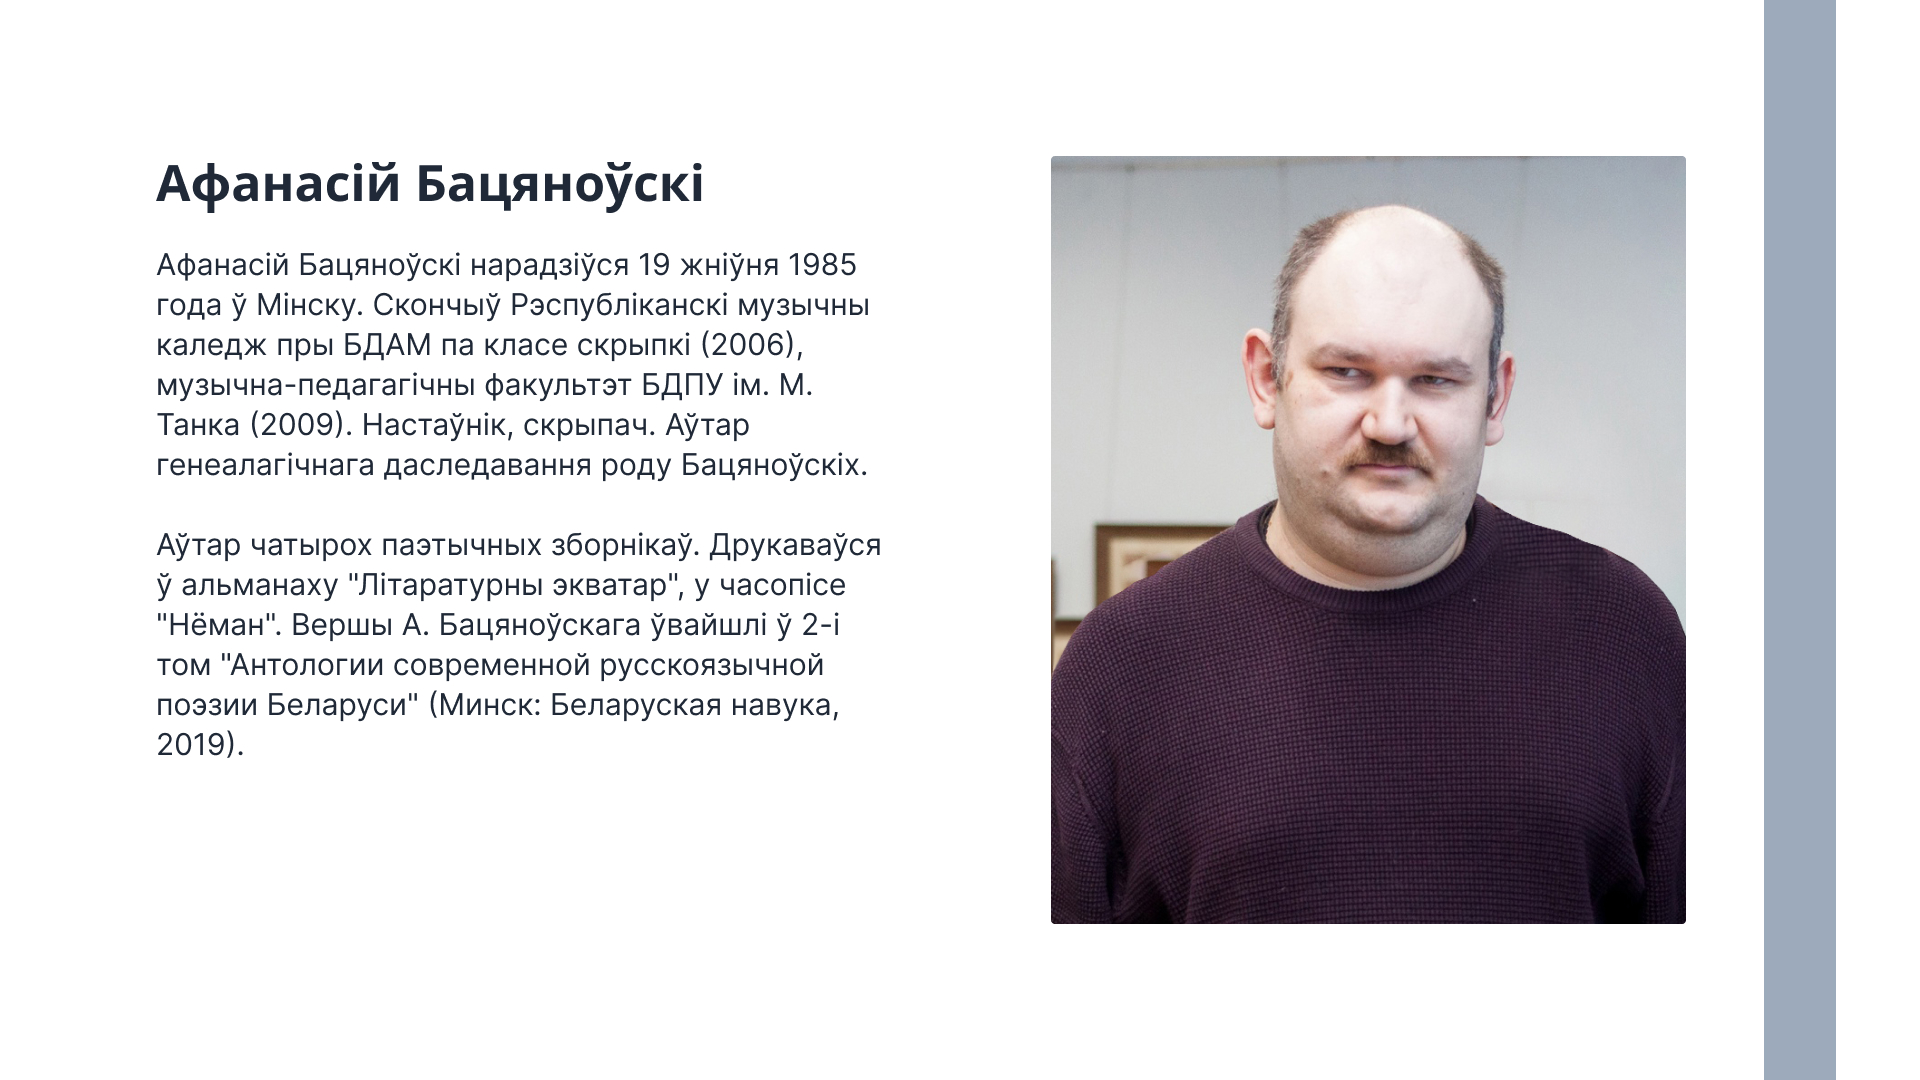 Афанасій Бацяноўскі
Афанасій Бацяноўскі нарадзіўся 19 жніўня 1985
года ў Мінску. Скончыў Рэспубліканскі музычны
каледж пры БДАМ па класе скрыпкі (2006),
музычна-педагагічны факультэт БДПУ ім. М.
Танка (2009). Настаўнік, скрыпач. Аўтар
генеалагічнага даследавання роду Бацяноўскіх.
Аўтар чатырох паэтычных зборнікаў. Друкаваўся
ў альманаху "Літаратурны экватар", у часопісе
"Нёман". Вершы А. Бацяноўскага ўвайшлі ў 2-і
том "Антологии современной русскоязычной
поэзии Беларуси" (Минск: Беларуская навука,
2019).